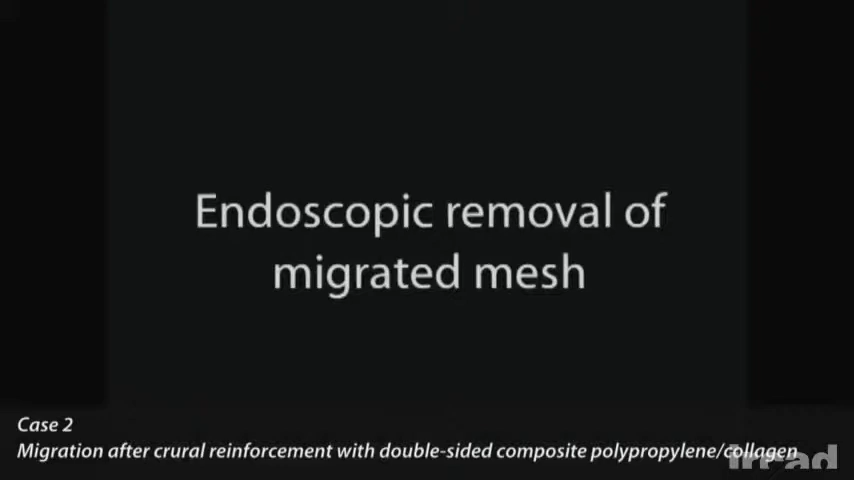 Endoscopic removal of
migrated mesh
Case 2
Migration after crural reinforcement with double-sided composite polypropylene/collagen